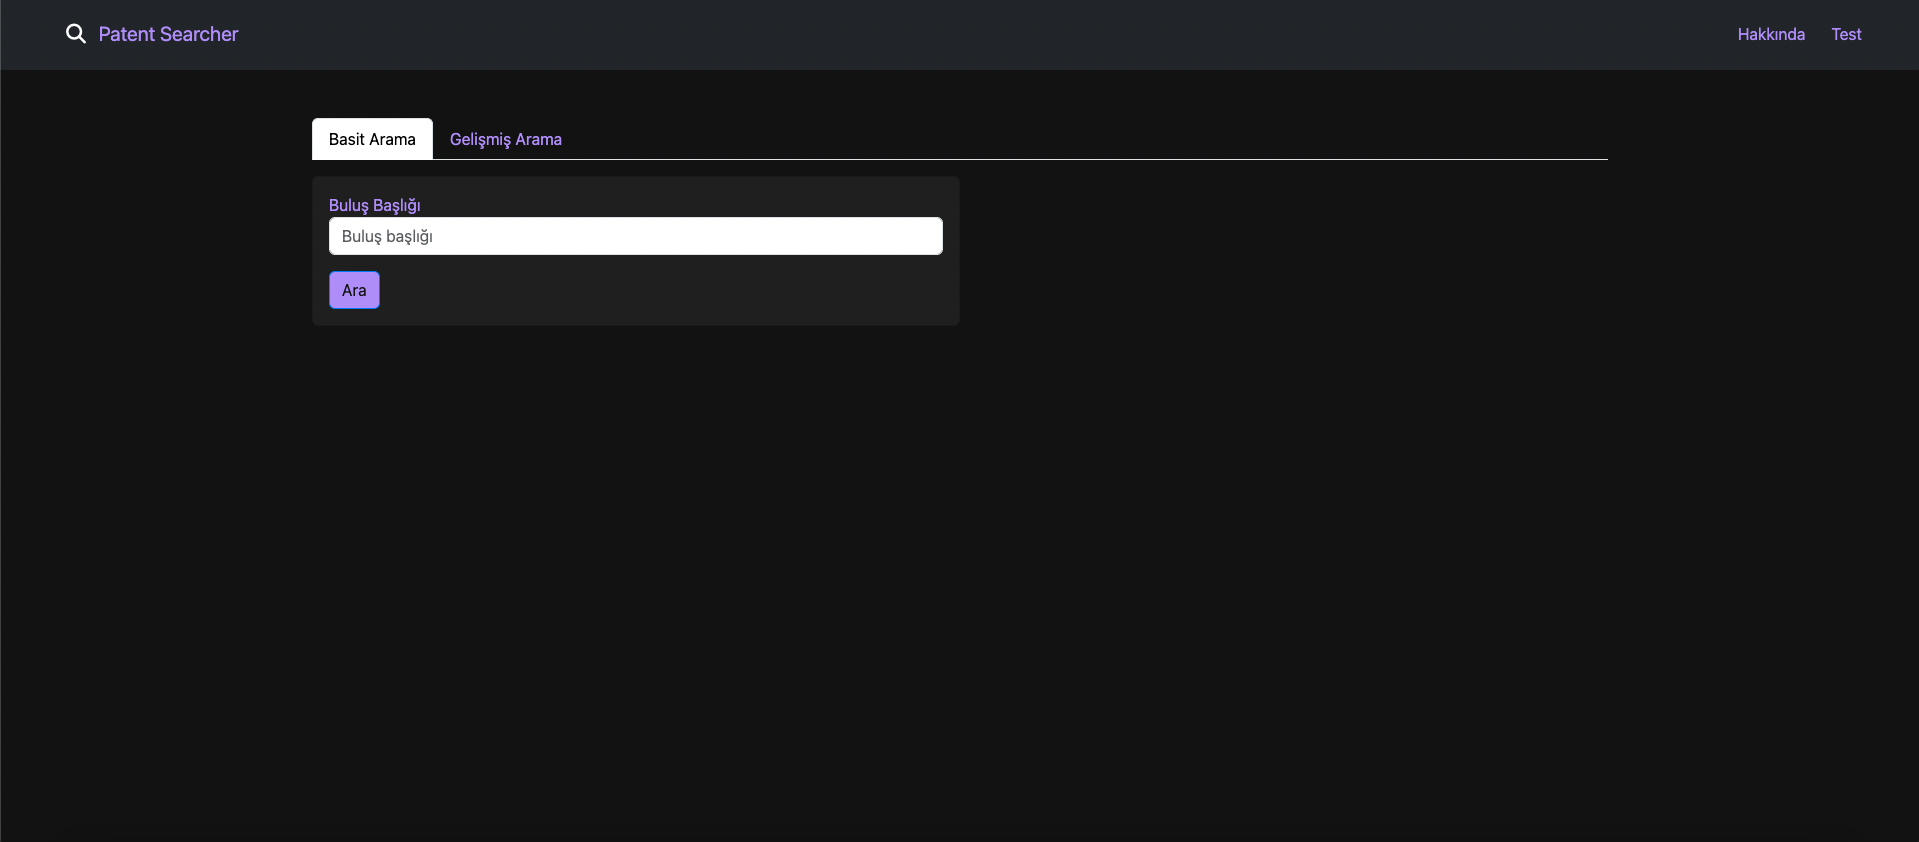 Patent Searcher
Hakkında Test
Basit Arama Gelişmiş Arama
Buluş Başlığı
Buluş başlığı
Ara